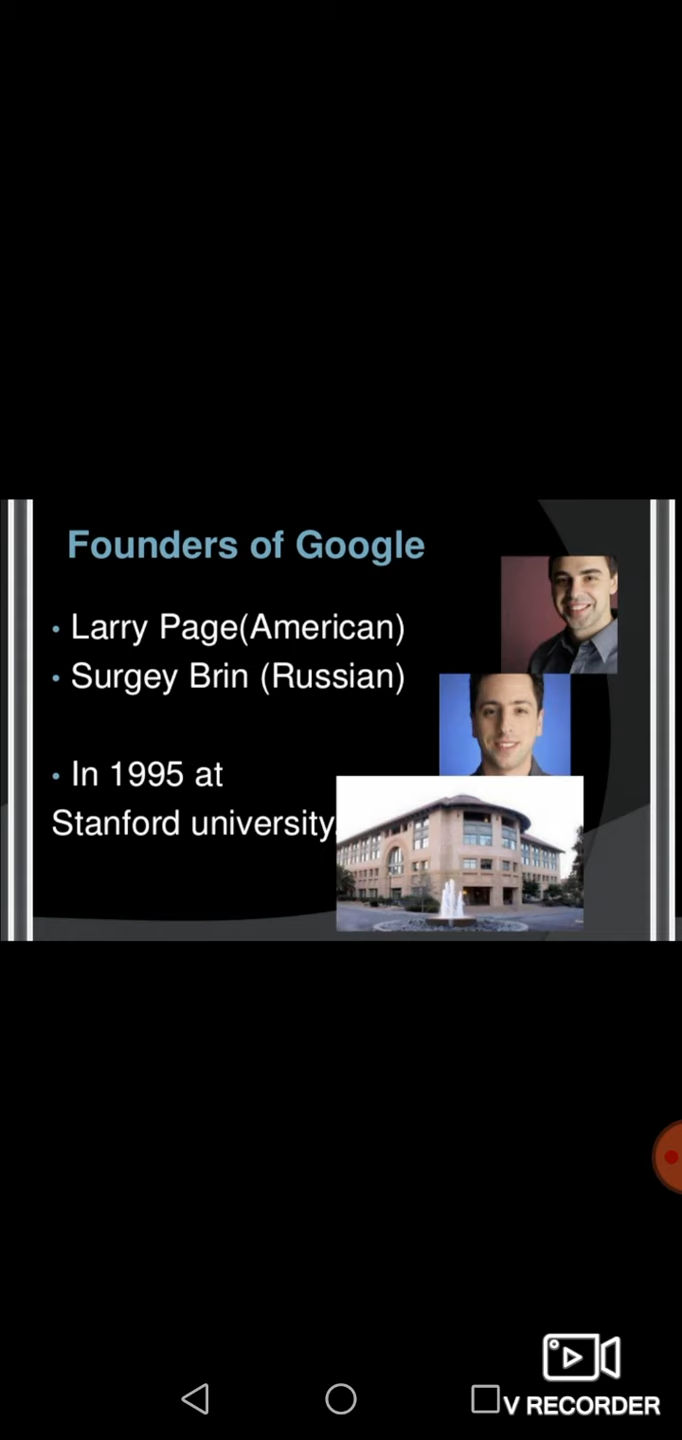 Founders of Google
• Larry Page(American)
• Surgey Brin (Russian)
• In 1995 at
Stanford university.
V RECORDER